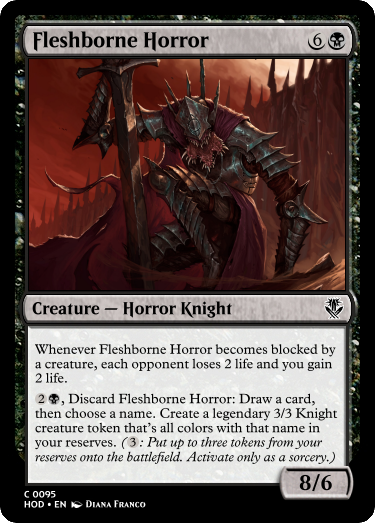 Fleshborne Horror 6
Creature — Horror Knight
Whenever Fleshborne Horror becomes blocked by
a creature, each opponent loses 2 life and you gain
2 life.
2, Discard Fleshborne Horror: Draw a card,
then choose a name. Create a legendary 3/3 Knight
creature token that's all colors with that name in
your reserves. (3: Put up to three tokens from your
reserves onto the battlefield. Activate only as a sorcery.)
8/6
C 0095
HOD • EN Diana Franco